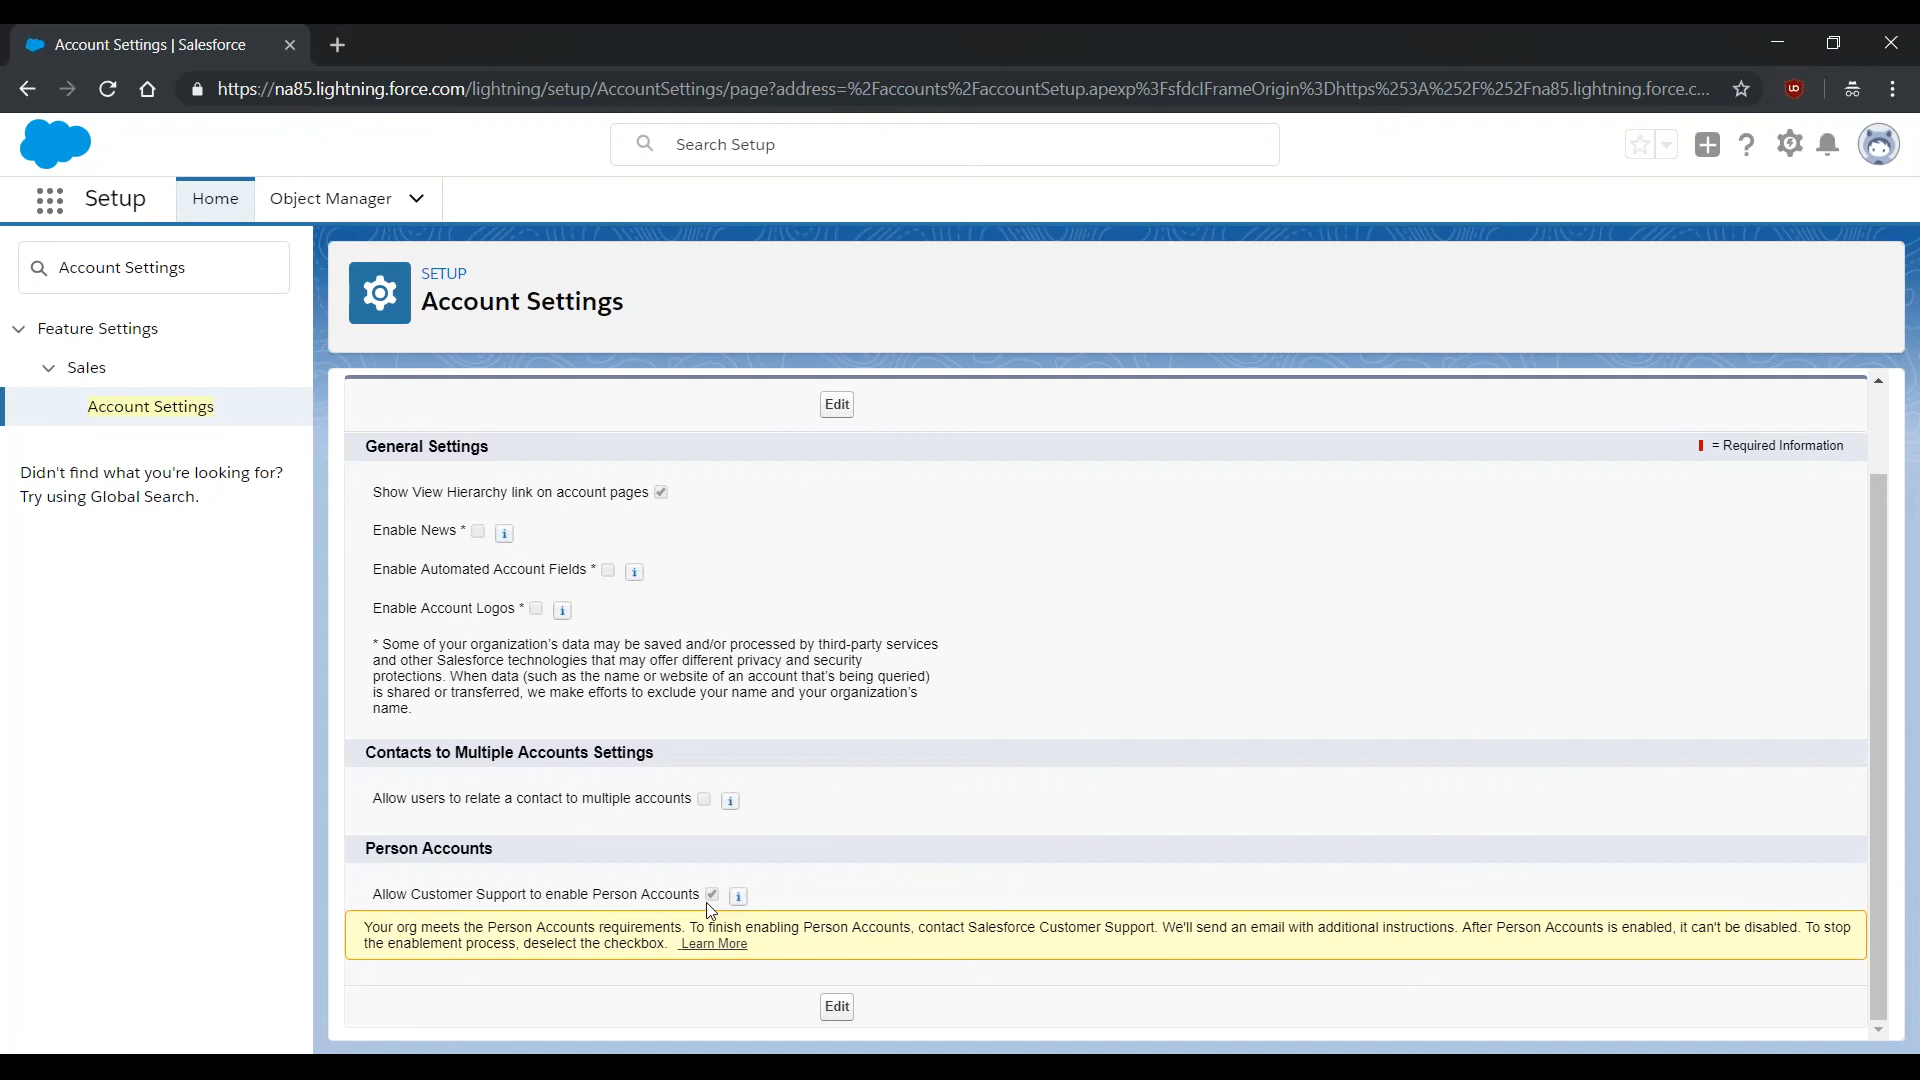 Account Settings | Salesforce
https://na85.lightning.force.com/lightning/setup/AccountSettings/page?address=%2Faccounts%2FaccountSetup.apexp%3FsfdcIFrameOrigin%3Dhttps%253A%252F%252Fna85.lightning.force.c...
Search Setup
Setup
Home
Object Manager
Account Settings
Feature Settings
Sales
Account Settings
Didn't find what you're looking for?
Try using Global Search.
SETUP
Account Settings
Edit
General Settings
= Required Information
Show View Hierarchy link on account pages
Enable News *
Enable Automated Account Fields *
Enable Account Logos *
* Some of your organization's data may be saved and/or processed by third-party services
and other Salesforce technologies that may offer different privacy and security
protections. When data (such as the name or website of an account that's being queried)
is shared or transferred, we make efforts to exclude your name and your organization's
name.
Contacts to Multiple Accounts Settings
Allow users to relate a contact to multiple accounts
Person Accounts
Allow Customer Support to enable Person Accounts
Your org meets the Person Accounts requirements. To finish enabling Person Accounts, contact Salesforce Customer Support. We'll send an email with additional instructions. After Person Accounts is enabled, it can't be disabled. To stop
the enablement process, deselect the checkbox. Learn More
Edit